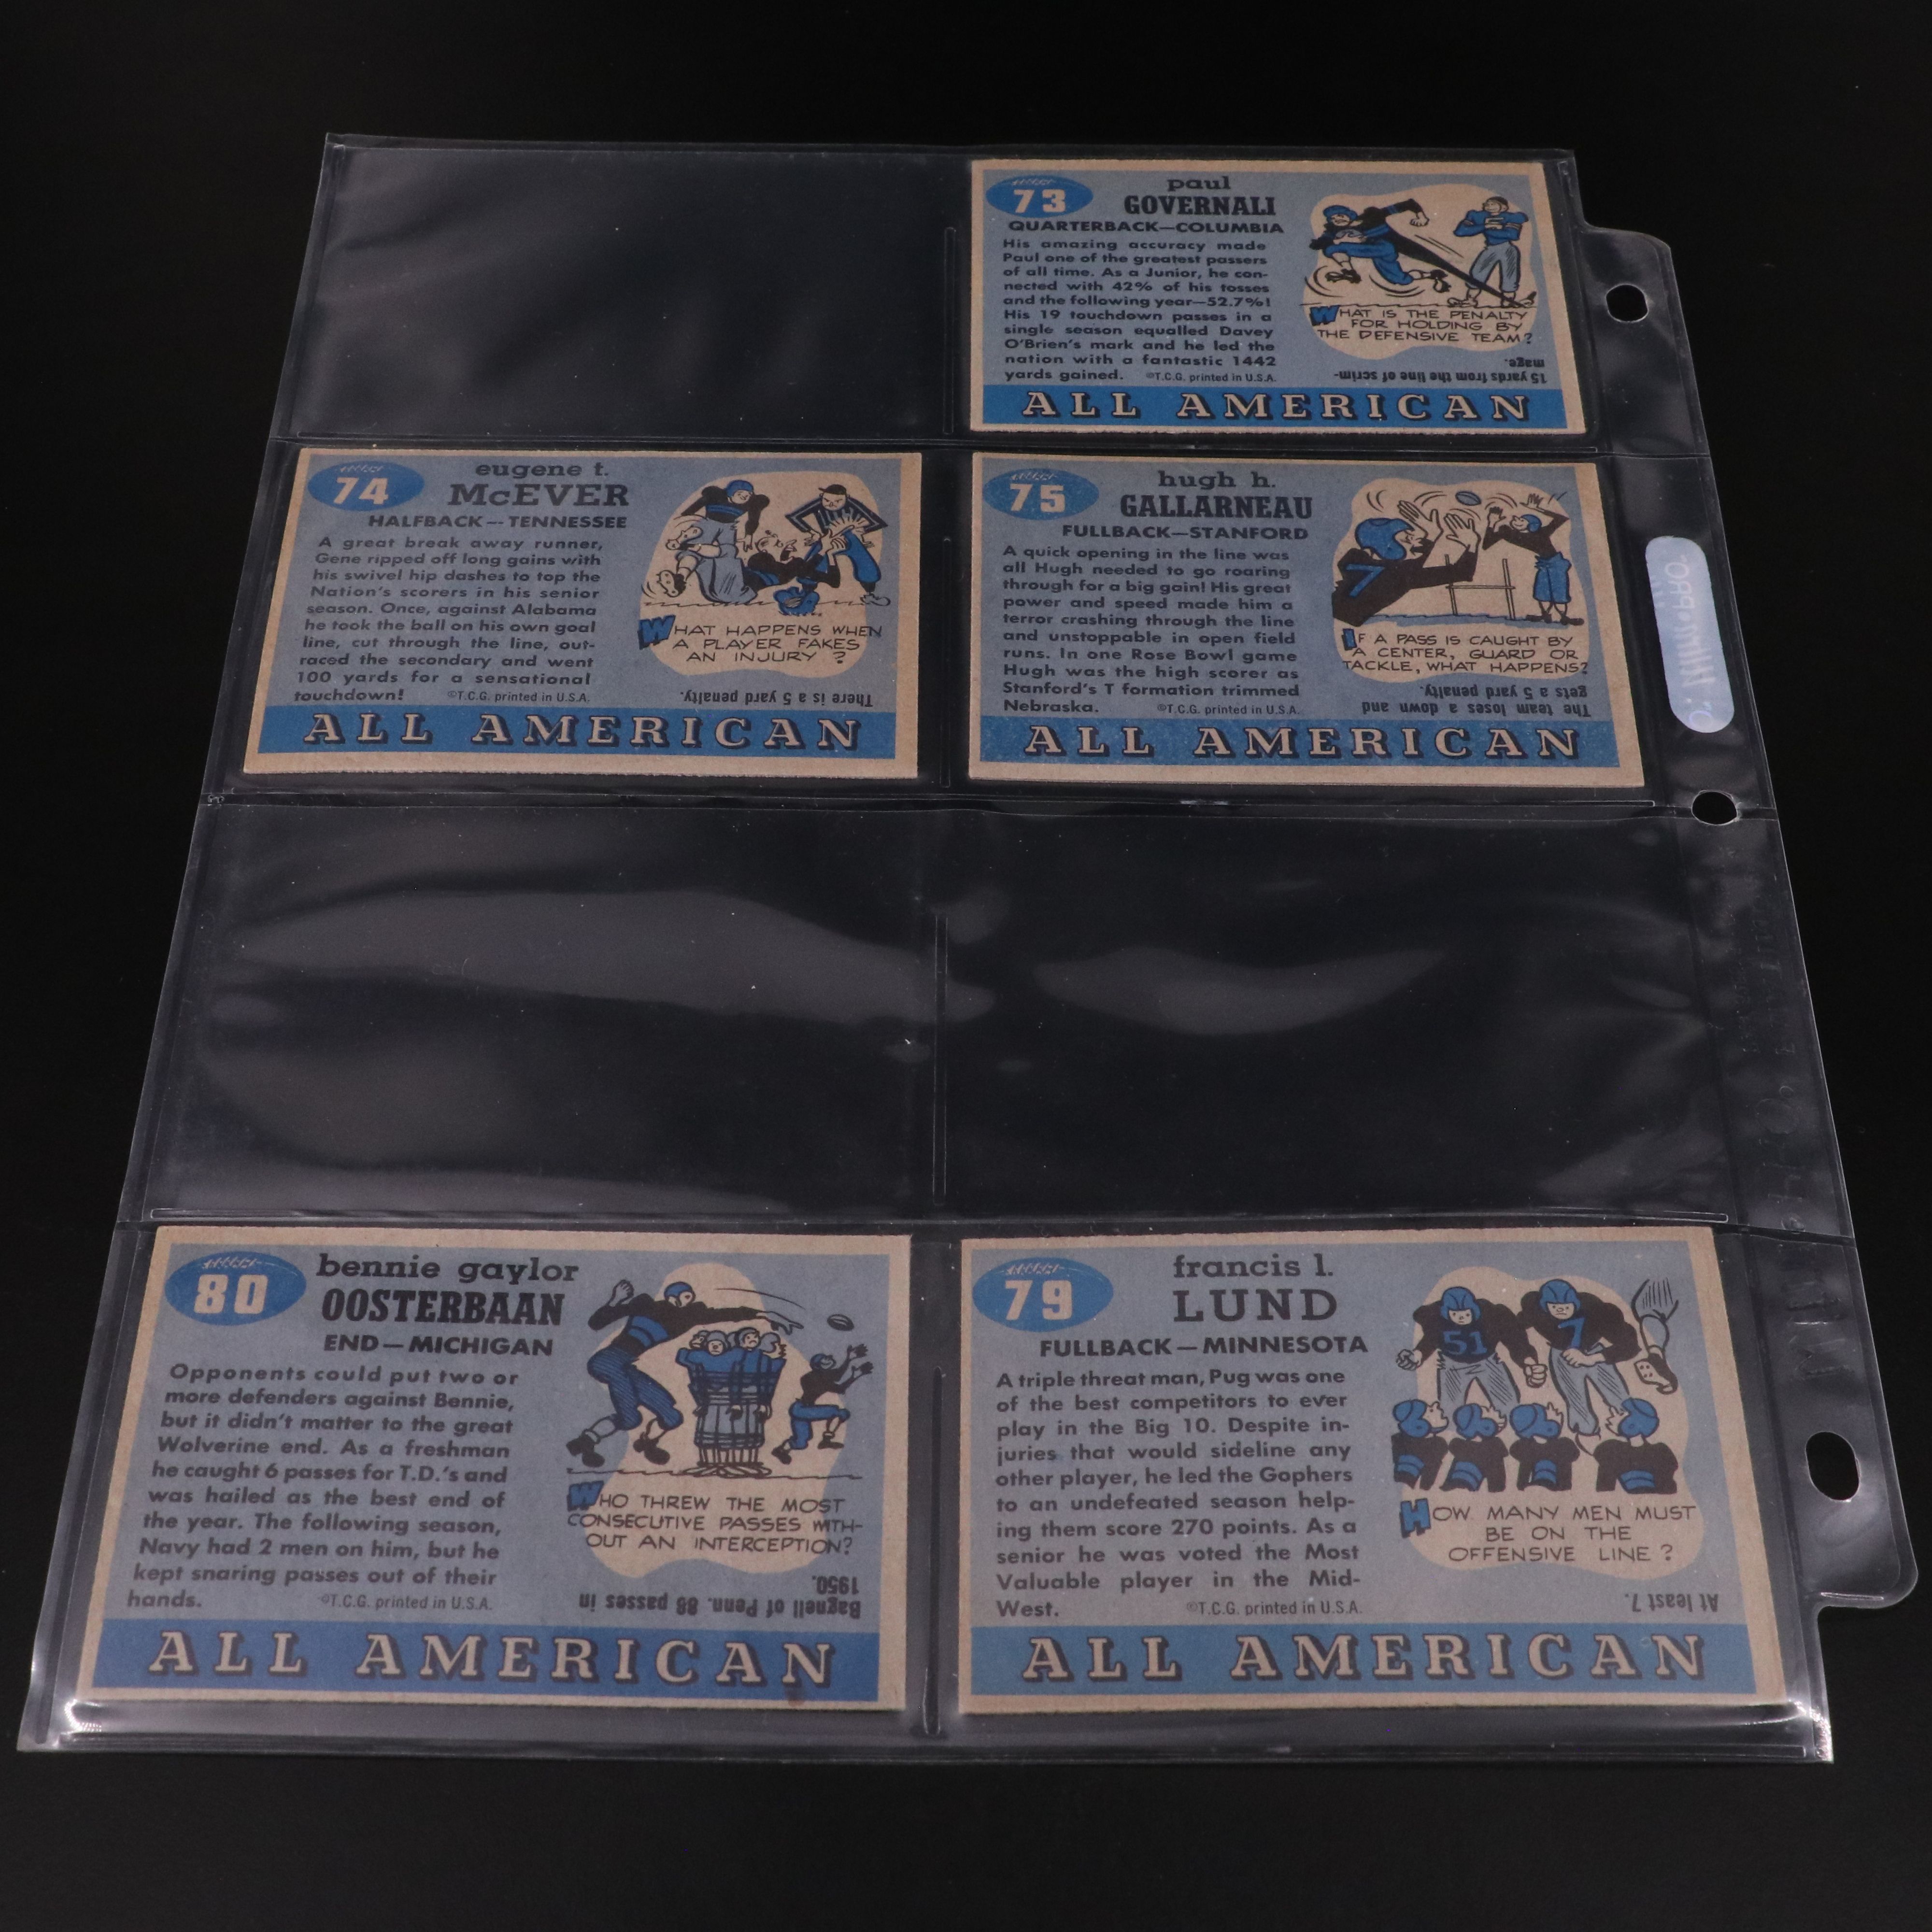 73
paul
GOVERNALI
QUARTERBACK—COLUMBIA
His amazing accuracy made
Paul one of the greatest passers
of all time. As a Junior, he con-
nected with 42% of his tosses
and the following year—52.7%!
His 19 touchdown passes in a
single season equalled Davey
O'Brien's mark and he led the
nation with a fantastic 1442
yards gained. ©T.C.G. printed in U.S.A.
WHAT IS THE PENALTY
FOR HOLDING BY
THE DEFENSIVE TEAM?
15 yards from the line of scrim-
mage.
ALL AMERICAN
74
eugene t.
McEVER
HALFBACK—TENNESSEE
A great break away runner,
Gene ripped off long gains with
his swivel hip dashes to top the
Nation's scorers in his senior
season. Once, against Alabama
he took the ball on his own goal
line, cut through the line, out-
raced the secondary and went
100 yards for a sensational
touchdown! ©T.C.G. printed in U.S.A.
WHAT HAPPENS WHEN
A PLAYER FAKES
AN INJURY?
There is a 5 yard penalty.
ALL AMERICAN
75
hugh h.
GALLARNEAU
FULLBACK—STANFORD
A quick opening in the line was
all Hugh needed to go roaring
through for a big gain! His great
power and speed made him a
terror crashing through the line
and unstoppable in open field
runs. In one Rose Bowl game
Hugh was the high scorer as
Stanford's T formation trimmed
Nebraska. ©T.C.G. printed in U.S.A.
7
IF A PASS IS CAUGHT BY
A CENTER, GUARD OR
TACKLE, WHAT HAPPENS?
The team loses a down and
gets a 5 yard penalty.
ALL AMERICAN
80
bennie gaylor
OOSTERBAAN
END—MICHIGAN
Opponents could put two or
more defenders against Bennie,
but it didn't matter to the great
Wolverine end. As a freshman
he caught 6 passes for T.D.'s and
was hailed as the best end of
the year. The following season,
Navy had 2 men on him, but he
kept snaring passes out of their
hands. ©T.C.G. printed in U.S.A.
WHO THREW THE MOST
CONSECUTIVE PASSES WITH-
OUT AN INTERCEPTION?
Bagnell of Penn. 88 passes in
1950.
ALL AMERICAN
79
francis l.
LUND
FULLBACK—MINNESOTA
A triple threat man, Pug was one
of the best competitors to ever
play in the Big 10. Despite in-
juries that would sideline any
other player, he led the Gophers
to an undefeated season help-
ing them score 270 points. As a
senior he was voted the Most
Valuable player in the Mid-
West. ©T.C.G. printed in U.S.A.
51 7
HOW MANY MEN MUST
BE ON THE
OFFENSIVE LINE?
At least 7.
ALL AMERICAN